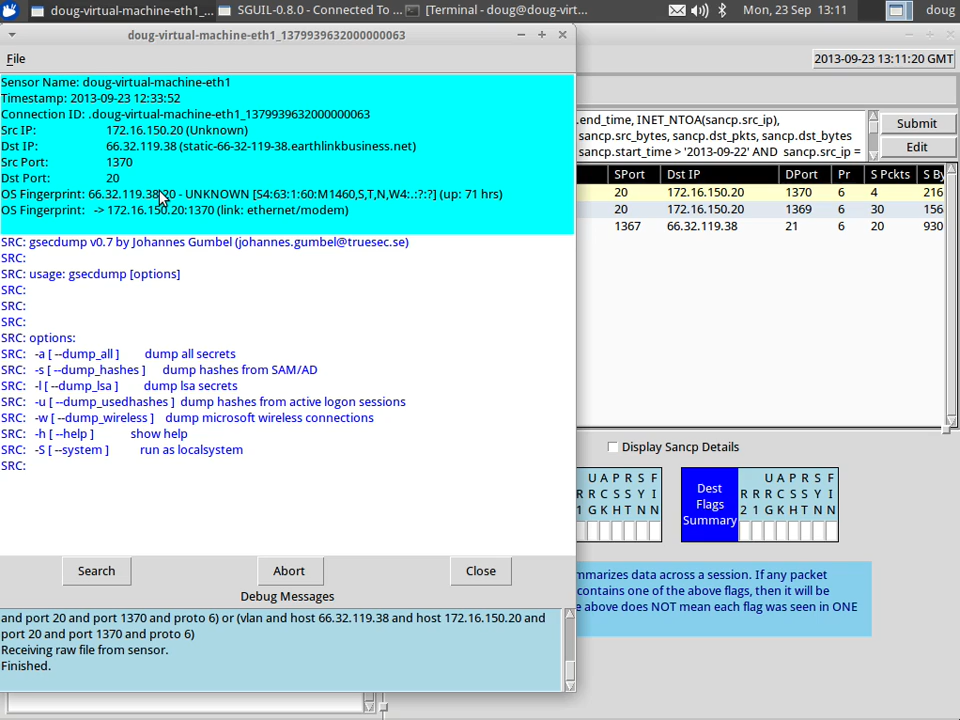 doug-virtual-machine-eth1_...
SGUIL-0.8.0 - Connected To ...
[Terminal - doug@doug-virt...
Mon, 23 Sep 13:11
doug
doug-virtual-machine-eth1_1379939632000000063
File
2013-09-23 13:11:20 GMT
Sensor Name: doug-virtual-machine-eth1
Timestamp: 2013-09-23 12:33:52
Connection ID: .doug-virtual-machine-eth1_1379939632000000063
Src IP: 172.16.150.20 (Unknown)
Dst IP: 66.32.119.38 (static-66-32-119-38.earthlinkbusiness.net)
Src Port: 1370
Dst Port: 20
OS Fingerprint: 66.32.119.38:20 - UNKNOWN [S4:63:1:60:M1460,S,T,N,W4:.:?:?] (up: 71 hrs)
OS Fingerprint: -> 172.16.150.20:1370 (link: ethernet/modem)
SRC: gsecdump v0.7 by Johannes Gumbel (johannes.gumbel@truesec.se)
SRC:
SRC: usage: gsecdump [options]
SRC:
SRC:
SRC:
SRC: options:
SRC: -a [ --dump_all ] dump all secrets
SRC: -s [ --dump_hashes ] dump hashes from SAM/AD
SRC: -l [ --dump_lsa ] dump lsa secrets
SRC: -u [ --dump_usedhashes ] dump hashes from active logon sessions
SRC: -w [ --dump_wireless ] dump microsoft wireless connections
SRC: -h [ --help ] show help
SRC: -S [ --system ] run as localsystem
SRC:
Search
Abort
Close
Debug Messages
and port 20 and port 1370 and proto 6) or (vlan and host 66.32.119.38 and host 172.16.150.20 and
port 20 and port 1370 and proto 6)
Receiving raw file from sensor.
Finished.
.end_time, INET_NTOA(sancp.src_ip),
sancp.src_bytes, sancp.dst_pkts, sancp.dst_bytes
sancp.start_time > '2013-09-22' AND sancp.src_ip =
Submit
Edit
SPort Dst IP DPort Pr S Pckts S By
20 172.16.150.20 1370 6 4 216
20 172.16.150.20 1369 6 30 156
1367 66.32.119.38 21 6 20 930
Display Sancp Details
U A P R S F
R R C S S Y I
1 G K H T N N
Dest
Flags
Summary
U A P R S F
R R R C S S Y I
2 1 G K H T N N
mmarizes data across a session. If any packet
contains one of the above flags, then it will be
e above does NOT mean each flag was seen in ONE